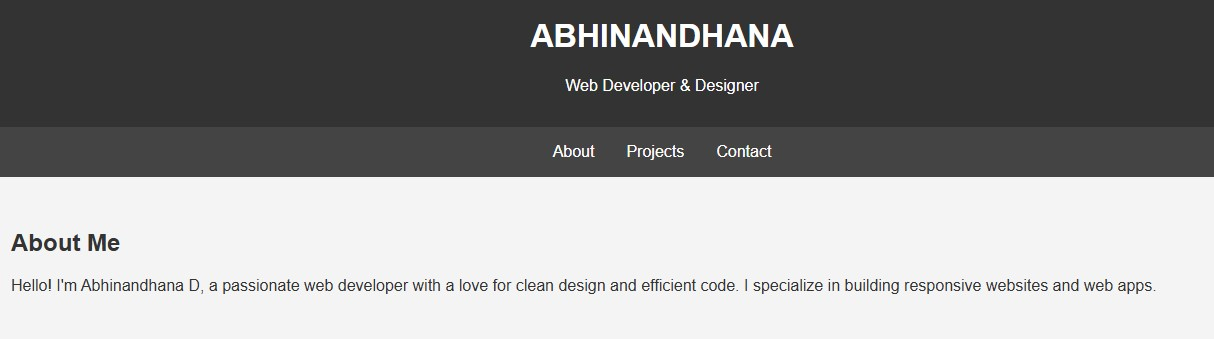 ABHINANDHANA
Web Developer & Designer
About Projects Contact
About Me
Hello! I'm Abhinandhana D, a passionate web developer with a love for clean design and efficient code. I specialize in building responsive websites and web apps.